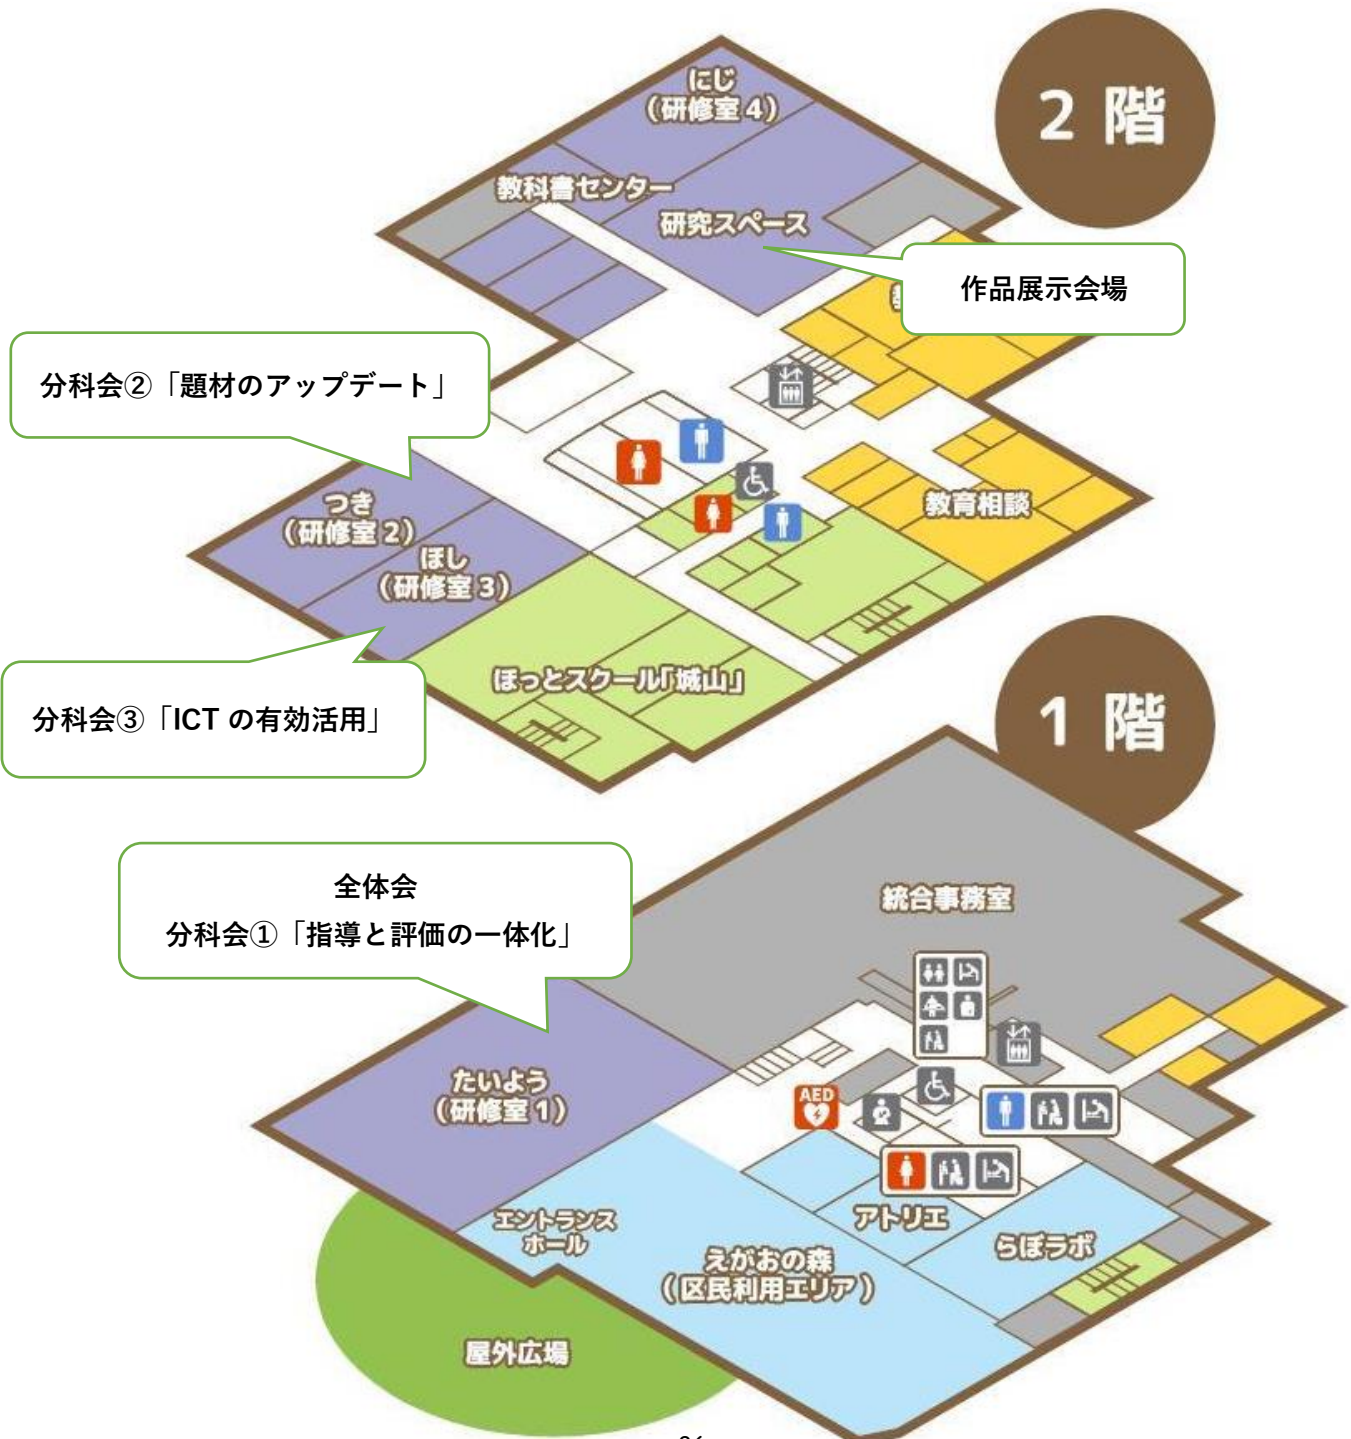 2 階
にじ
（研修室 4）
教科書センター
研究スペース
作品展示会場
分科会②「題材のアップデート」
つき
（研修室 2）
ほし
（研修室 3）
教育相談
ほっとスクール「城山」
分科会③「ICT の有効活用」
1 階
全体会
分科会①「指導と評価の一体化」
統合事務室
たいよう
（研修室 1）
AED
エントランス
ホール
アトリエ
らぼラボ
えがおの森
（区民利用エリア）
屋外広場